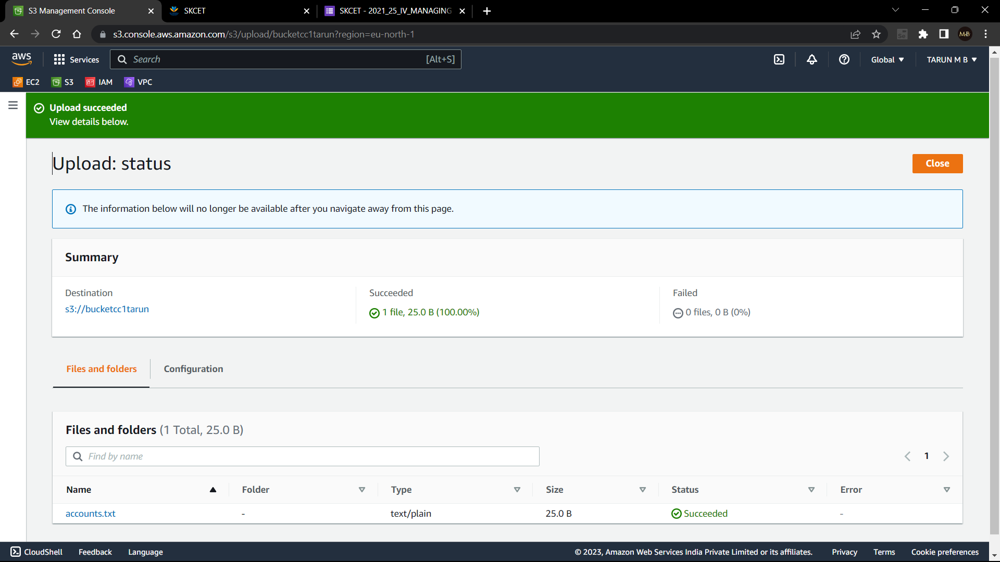 S3 Management Console
SKCET
SKCET - 2021_25_IV_MANAGING
s3.console.aws.amazon.com/s3/upload/bucketcc1tarun?region=eu-north-1
Se
MB
aws
Services
Search
[Alt+S]
Global
TARUN M B
EC2
S3
IAM
VPC
Upload succeeded
View details below.
Upload: status
Close
The information below will no longer be available after you navigate away from this page.
Summary
Destination
Succeeded
Failed
s3://bucketcc1tarun
1 file, 25.0 B (100.00%)
0 files, 0 B (0%)
Files and folders
Configuration
Files and folders (1 Total, 25.0 B)
Find by name
1
Name
Folder
Type
Size
Status
Error
accounts.txt
-
text/plain
25.0 B
Succeeded
-
CloudShell
Feedback
Language
© 2023, Amazon Web Services India Private Limited or its affiliates.
Privacy
Terms
Cookie preferences